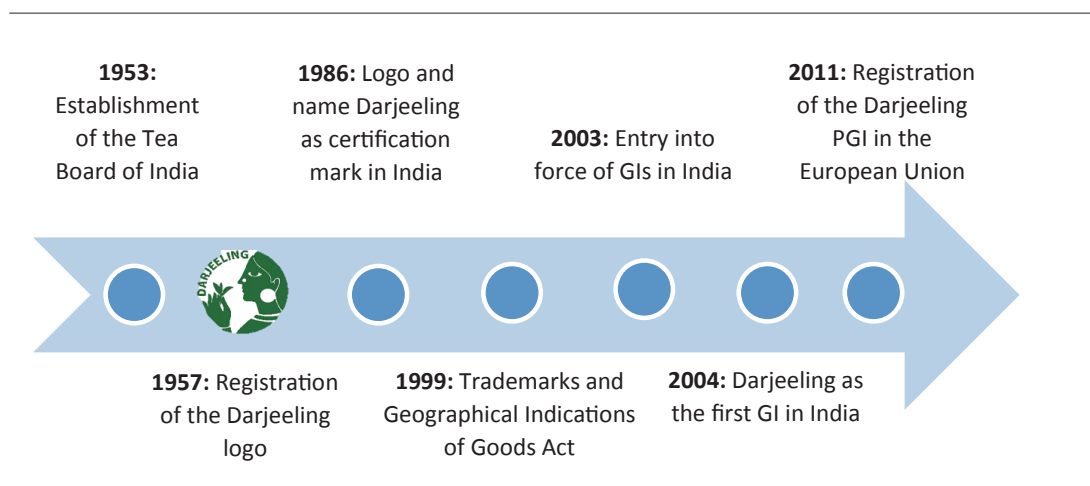 1953:
Establishment
of the Tea
Board of India
1986: Logo and
name Darjeeling
as certification
mark in India
2003: Entry into
force of GIs in India
2011: Registration
of the Darjeeling
PGI in the
European Union
DARJEELING
1957: Registration
of the Darjeeling
logo
1999: Trademarks and
Geographical Indications
of Goods Act
2004: Darjeeling as
the first GI in India